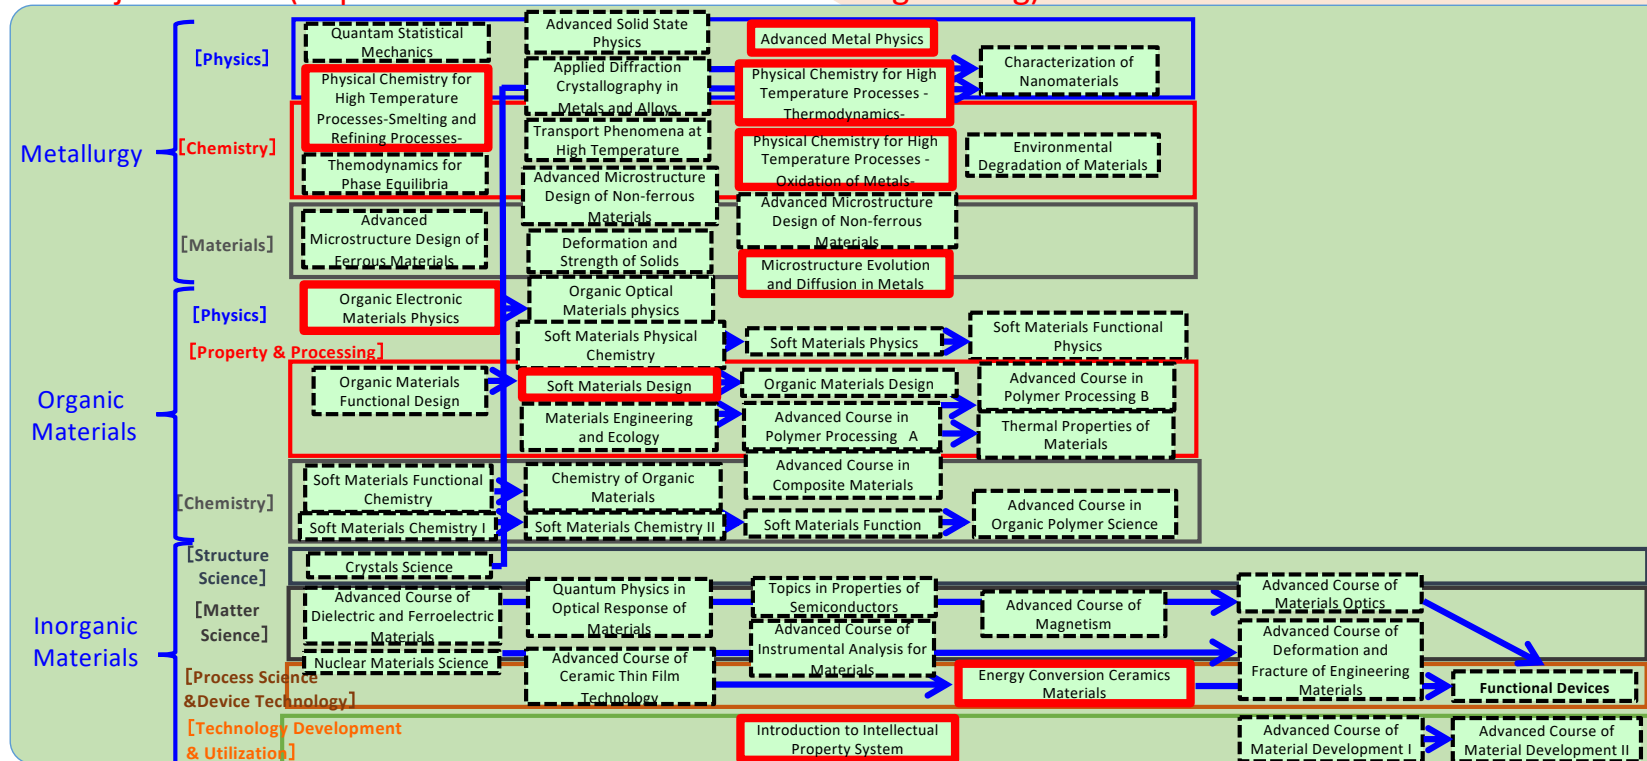 Metallurgy
[Physics]
Quantam Statistical
Mechanics
Advanced Solid State
Physics
Advanced Metal Physics
Physical Chemistry for
High Temperature
Processes-Smelting and
Refining Processes-
Applied Diffraction
Crystallography in
Metals and Alloys
Physical Chemistry for High
Temperature Processes -
Thermodynamics-
Characterization of
Nanomaterials
[Chemistry]
Themodynamics for
Phase Equilibria
Transport Phenomena at
High Temperature
Physical Chemistry for High
Temperature Processes -
Oxidation of Metals-
Environmental
Degradation of Materials
Advanced Microstructure
Design of Non-ferrous
Materials
[Materials]
Advanced
Microstructure Design of
Ferrous Materials
Deformation and
Strength of Solids
Advanced Microstructure
Design of Non-ferrous
Materials
Microstructure Evolution
and Diffusion in Metals
Organic
Materials
[Physics]
Organic Electronic
Materials Physics
Organic Optical
Materials physics
Soft Materials Physical
Chemistry
Soft Materials Physics
Soft Materials Functional
Physics
[Property & Processing]
Organic Materials
Functional Design
Soft Materials Design
Organic Materials Design
Advanced Course in
Polymer Processing B
Materials Engineering
and Ecology
Advanced Course in
Polymer Processing A
Thermal Properties of
Materials
Advanced Course in
Composite Materials
[Chemistry]
Soft Materials Functional
Chemistry
Chemistry of Organic
Materials
Soft Materials Chemistry I
Soft Materials Chemistry II
Soft Materials Function
Advanced Course in
Organic Polymer Science
Inorganic
Materials
[Structure
Science]
Crystals Science
[Matter
Science]
Advanced Course of
Dielectric and Ferroelectric
Materials
Quantum Physics in
Optical Response of
Materials
Topics in Properties of
Semiconductors
Advanced Course of
Magnetism
Advanced Course of
Materials Optics
Nuclear Materials Science
Advanced Course of
Instrumental Analysis for
Materials
Advanced Course of
Deformation and
Fracture of Engineering
Materials
[Process Science
&Device Technology]
Advanced Course of
Ceramic Thin Film
Technology
Energy Conversion Ceramics
Materials
Functional Devices
[Technology Development
& Utilization]
Introduction to Intellectual
Property System
Advanced Course of
Material Development I
Advanced Course of
Material Development II